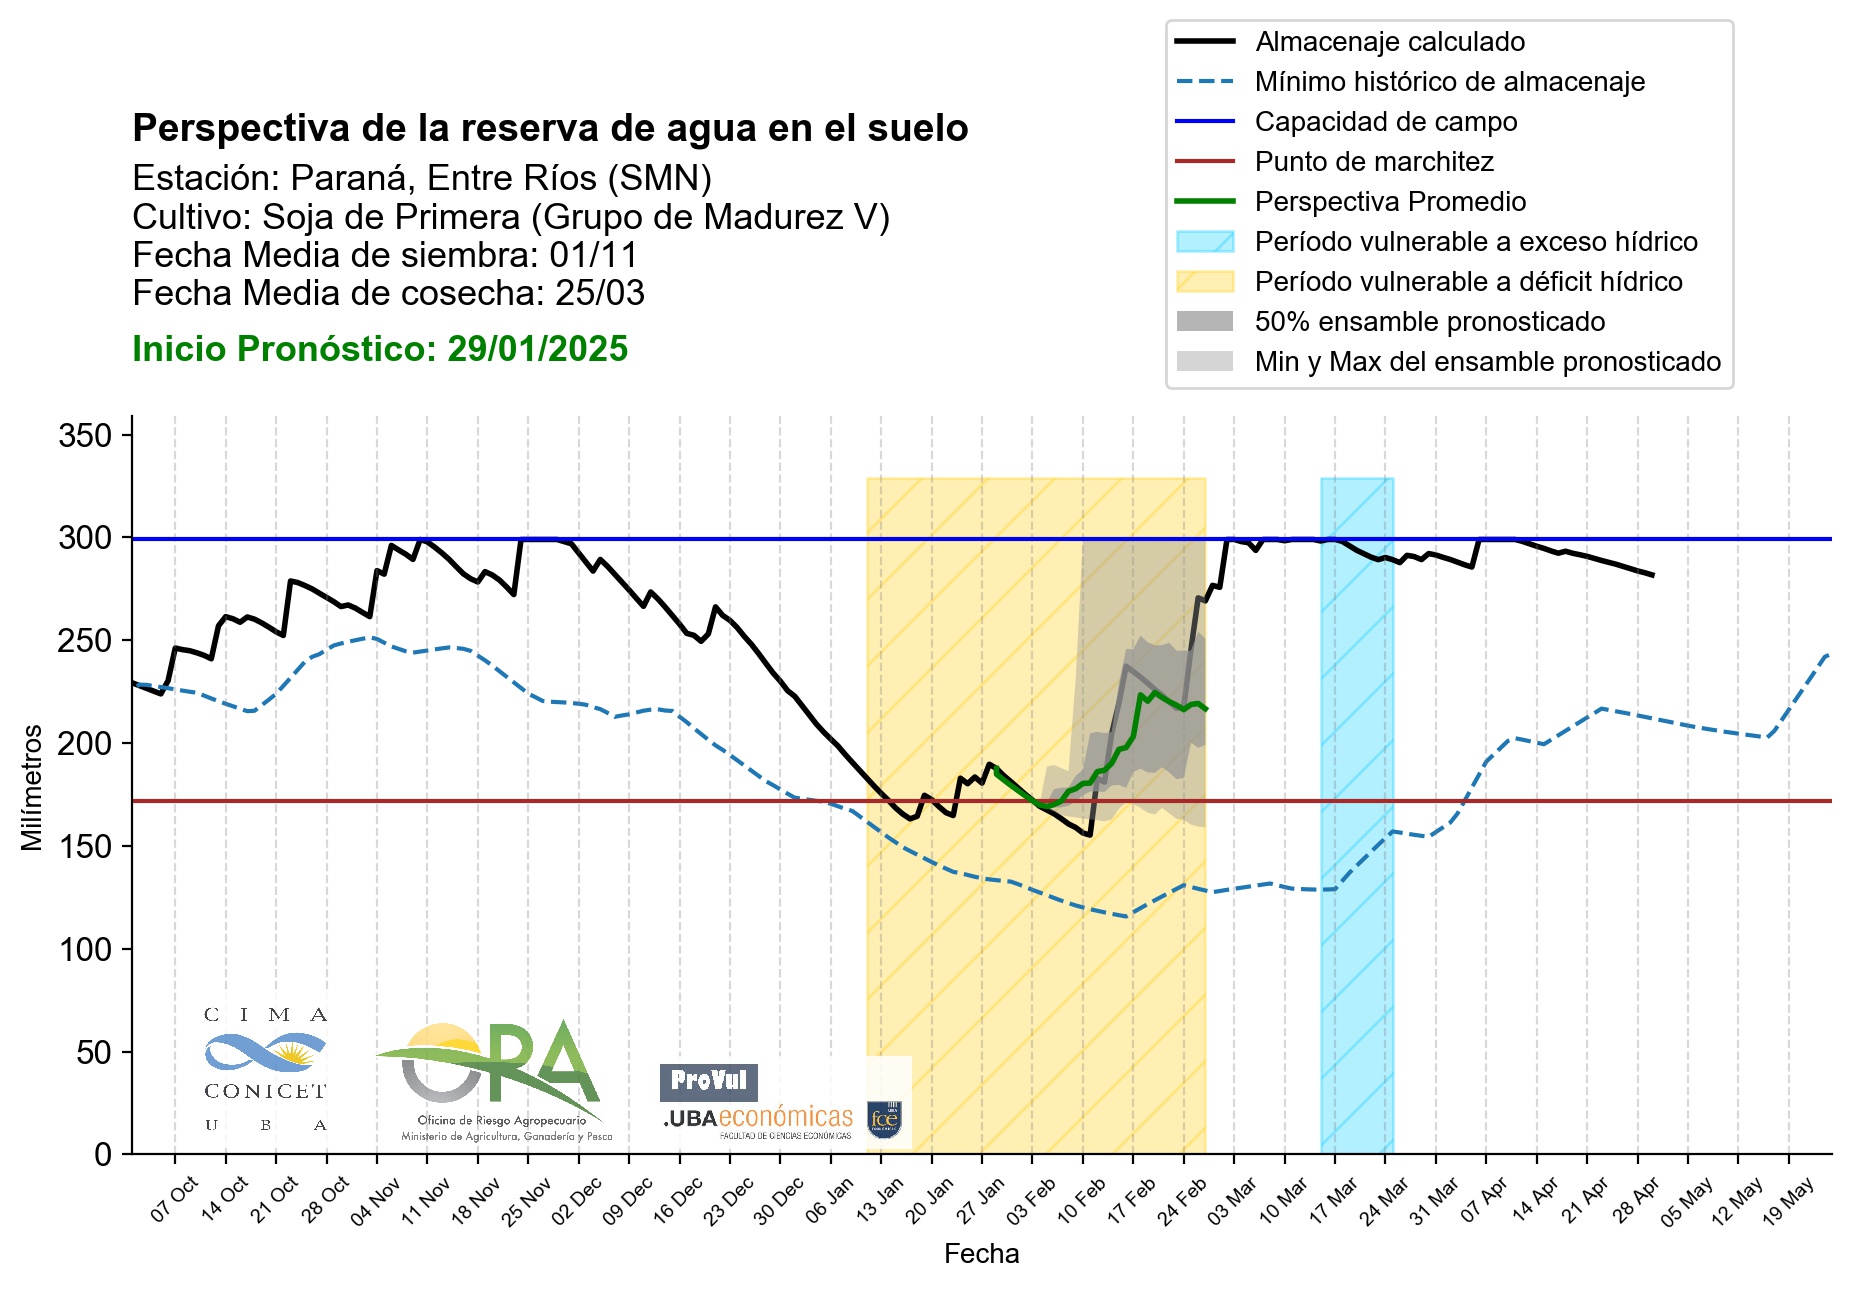 Almacenaje calculado
Mínimo histórico de almacenaje
Capacidad de campo
Punto de marchitez
Perspectiva Promedio
Período vulnerable a exceso hídrico
Período vulnerable a déficit hídrico
50% ensamble pronosticado
Min y Max del ensamble pronosticado
Perspectiva de la reserva de agua en el suelo
Estación: Paraná, Entre Ríos (SMN)
Cultivo: Soja de Primera (Grupo de Madurez V)
Fecha Media de siembra: 01/11
Fecha Media de cosecha: 25/03
Inicio Pronóstico: 29/01/2025
Milímetros
350
300
250
200
150
100
50
0
CIMA
CONICET
UBA
ORA
Oficina de Riesgo Agropecuario
Ministerio de Agricultura, Ganadería y Pesca
ProVul
.UBAeconómicas
FACULTAD DE CIENCIAS ECONÓMICAS
UBA
fce
07 Oct
14 Oct
21 Oct
28 Oct
04 Nov
11 Nov
18 Nov
25 Nov
02 Dec
09 Dec
16 Dec
23 Dec
30 Dec
06 Jan
13 Jan
20 Jan
27 Jan
03 Feb
10 Feb
17 Feb
24 Feb
03 Mar
10 Mar
17 Mar
24 Mar
31 Mar
07 Apr
14 Apr
21 Apr
28 Apr
05 May
12 May
19 May
Fecha